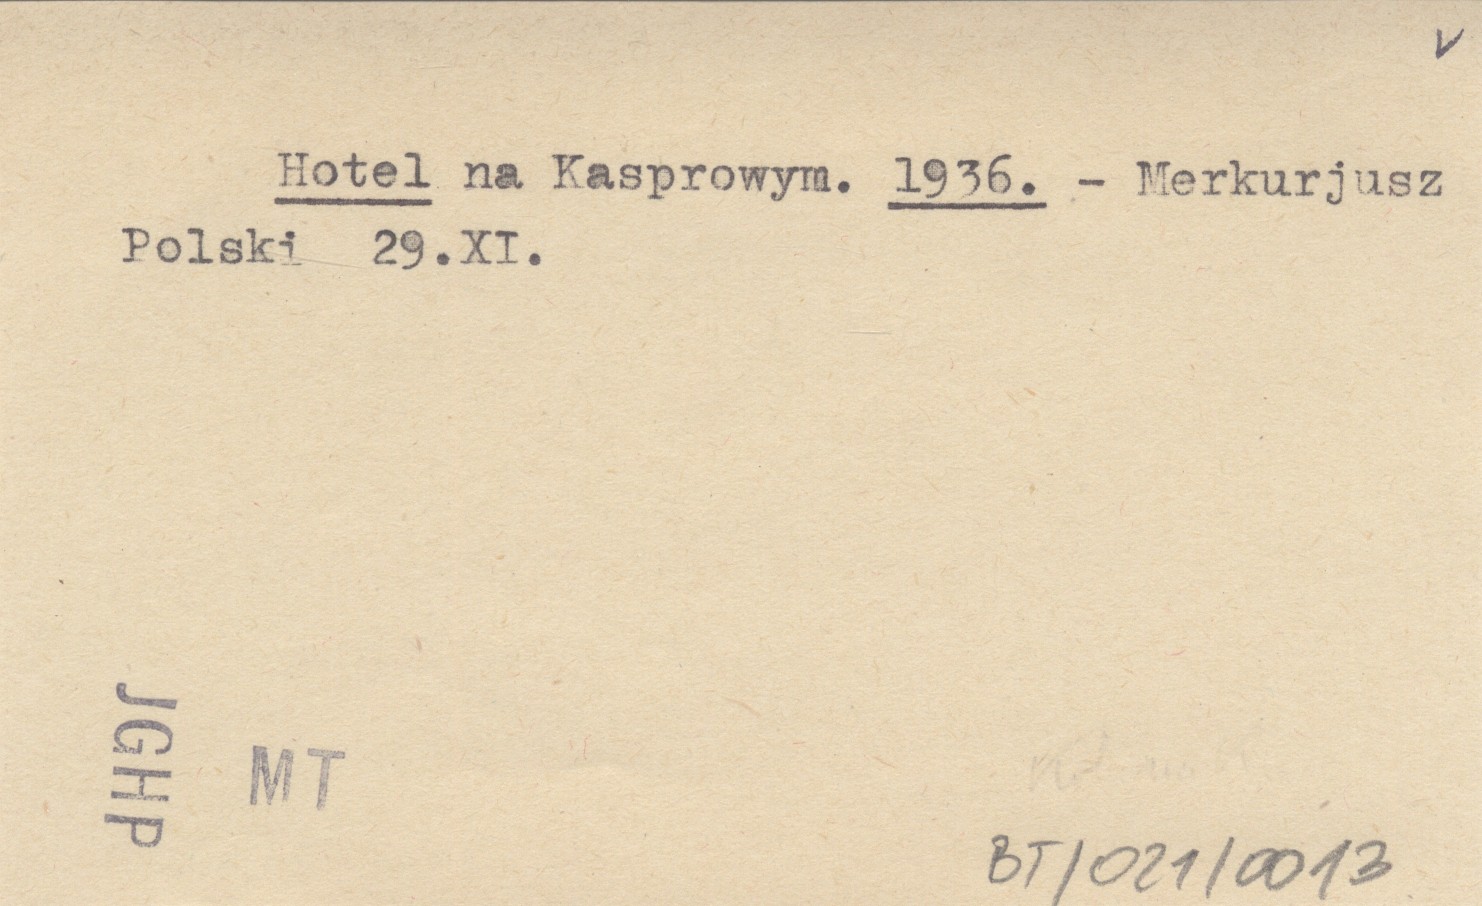 Hotel na Kasprowym. 1936. - Merkurjusz
Polski 29.XI.
JGHP
MT
BT/021/0013